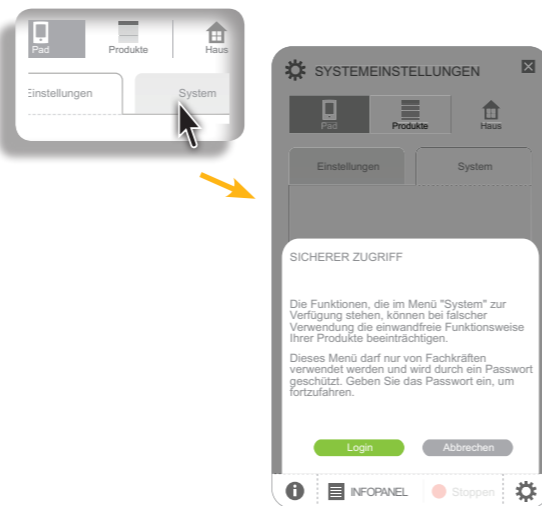 Pad Produkte Haus
Einstellungen System
SYSTEMEINSTELLUNGEN
Pad Produkte Haus
Einstellungen System
SICHERER ZUGRIFF
Die Funktionen, die im Menü "System" zur
Verfügung stehen, können bei falscher
Verwendung die einwandfreie Funktionsweise
Ihrer Produkte beeinträchtigen.
Dieses Menü darf nur von Fachkräften
verwendet werden und wird durch ein Passwort
geschützt. Geben Sie das Passwort ein, um
fortzufahren.
Login Abbrechen
INFOPANEL Stoppen